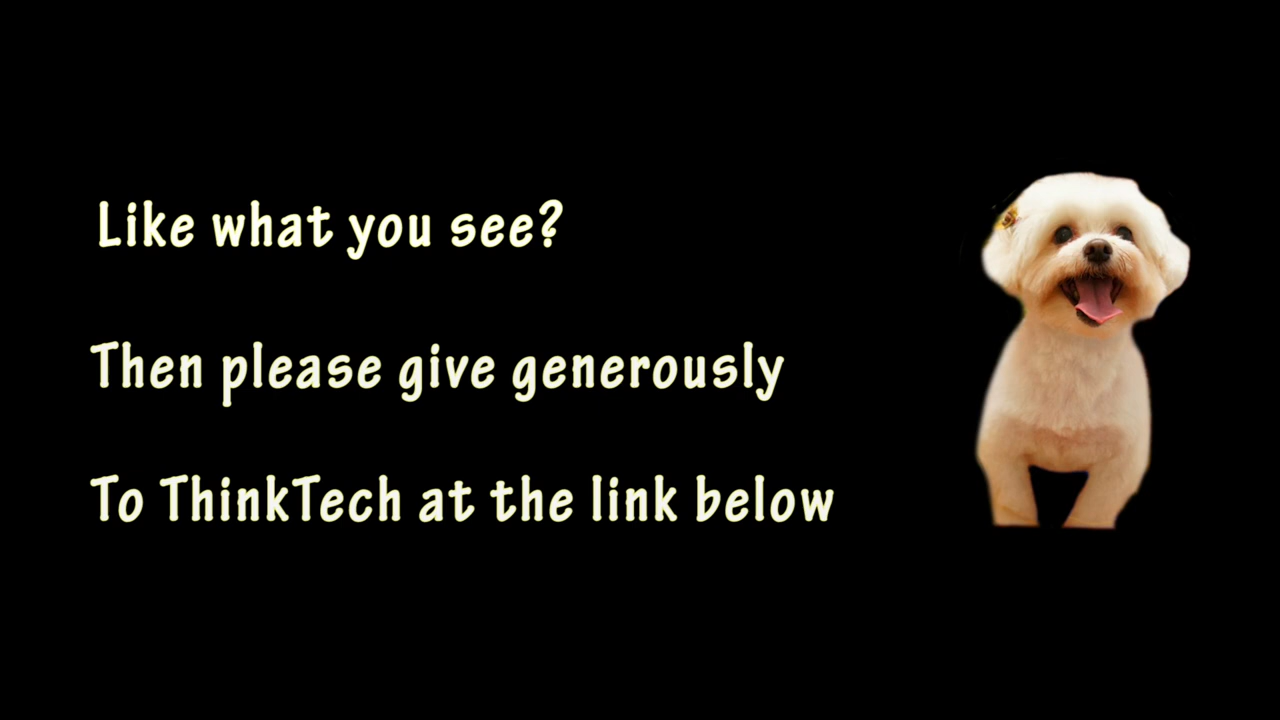 Like what you see?
Then please give generously
To ThinkTech at the link below